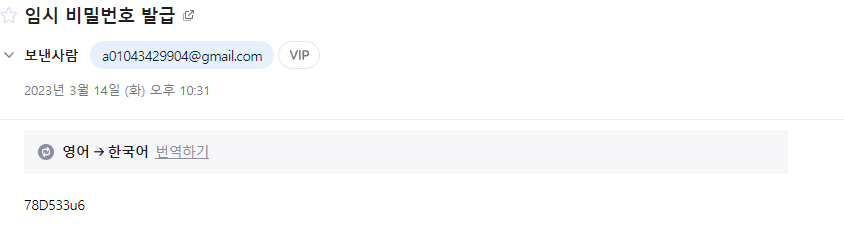 임시 비밀번호 발급
보낸사람 a01043429904@gmail.com VIP
2023년 3월 14일 (화) 오후 10:31
영어 → 한국어 번역하기
78D533u6